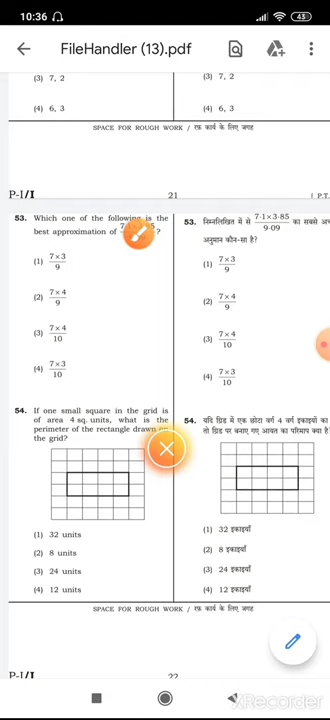 10:36
43
FileHandler (13).pdf
(3) 7, 2
(4) 6, 3
(3) 7, 2
(4) 6, 3
SPACE FOR ROUGH WORK / रफ़ कार्य के लिए जगह
P-I/I
21
( P.T.
53. Which one of the following is the
best approximation of ?
(1) 7×3/9
(2) 7×4/9
(3) 7×4/10
(4) 7×3/10
54. If one small square in the grid is
of area 4 sq. units, what is the
perimeter of the rectangle drawn on
the grid?
(1) 32 units
(2) 8 units
(3) 24 units
(4) 12 units
53. निम्नलिखित में से 7·1×3·85/9·09 का सबसे
अनुमान कौन-सा है?
(1) 7×3/9
(2) 7×4/9
(3) 7×4/10
(4) 7×3/10
54. यदि ग्रिड में एक छोटा वर्ग 4 वर्ग इकाइयों का
तो ग्रिड पर बनाए गए आयत का परिमाप क्या है?
(1) 32 इकाइयाँ
(2) 8 इकाइयाँ
(3) 24 इकाइयाँ
(4) 12 इकाइयाँ
SPACE FOR ROUGH WORK / रफ़ कार्य के लिए जगह
P-I/I
22
XRecorder